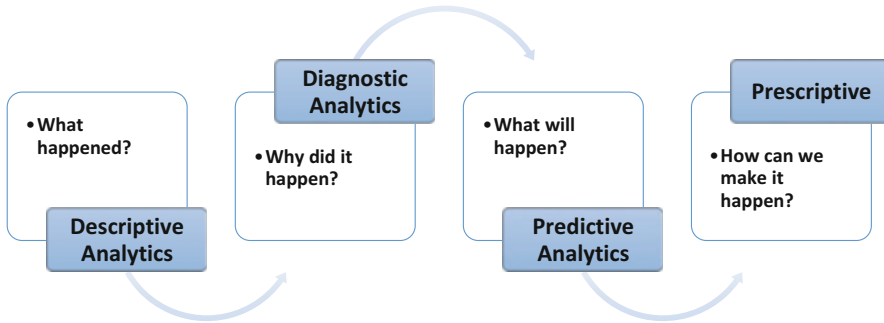 • What
happened?
Descriptive
Analytics
Diagnostic
Analytics
• Why did it
happen?
• What will
happen?
Predictive
Analytics
Prescriptive
• How can we
make it
happen?